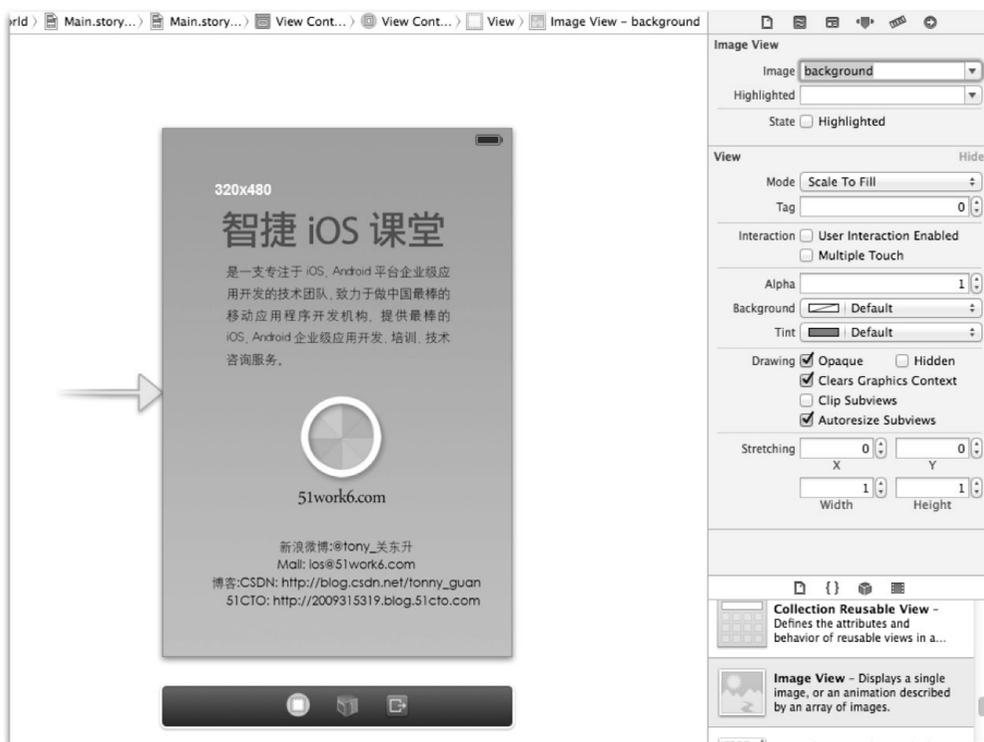 rld 〉 Main.story...〉 Main.story...〉 View Cont...〉 View Cont...〉 View 〉 Image View – background
320x480
智捷 iOS 课堂
是一支专注于 iOS、Android 平台企业级应
用开发的技术团队，致力于做中国最棒的
移动应用程序开发机构，提供最棒的
iOS、Android 企业级应用开发、培训、技术
咨询服务。
51work6.com
新浪微博:@tony_关东升
Mail: ios@51work6.com
博客:CSDN: http://blog.csdn.net/tonny_guan
51CTO: http://2009315319.blog.51cto.com
Image View
Image background
Highlighted
State Highlighted
View Hide
Mode Scale To Fill
Tag 0
Interaction User Interaction Enabled
Multiple Touch
Alpha 1
Background Default
Tint Default
Drawing Opaque Hidden
Clears Graphics Context
Clip Subviews
Autoresize Subviews
Stretching 0 0
X Y
1 1
Width Height
{ }
Collection Reusable View –
Defines the attributes and
behavior of reusable views in a...
Image View – Displays a single
image, or an animation described
by an array of images.